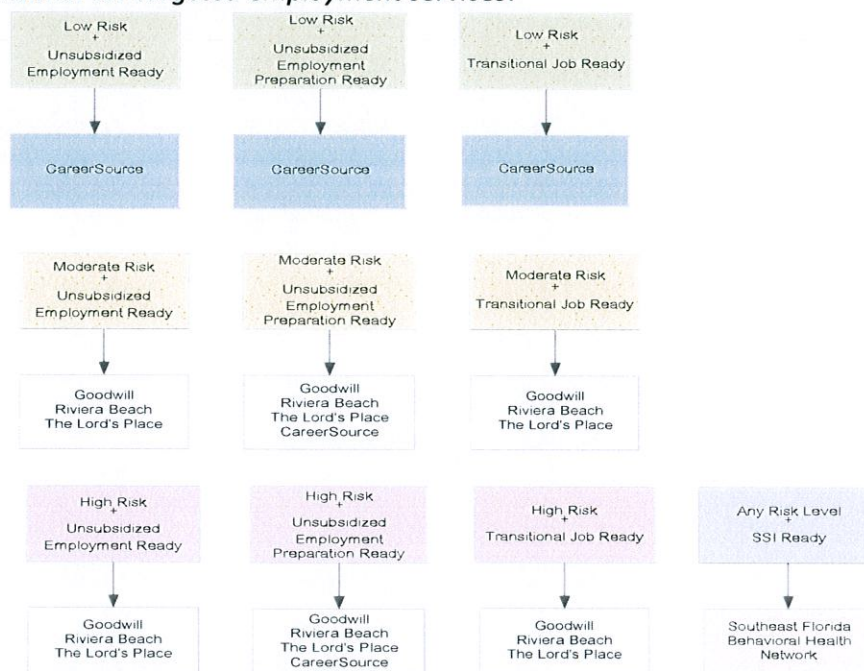 employment services.
Low Risk
+
Unsubsidized
Employment Ready
Low Risk
+
Unsubsidized
Employment
Preparation Ready
Low Risk
+
Transitional Job Ready
CareerSource
CareerSource
CareerSource
Moderate Risk
+
Unsubsidized
Employment Ready
Moderate Risk
+
Unsubsidized
Employment
Preparation Ready
Moderate Risk
+
Transitional Job Ready
Goodwill
Riviera Beach
The Lord's Place
Goodwill
Riviera Beach
The Lord's Place
CareerSource
Goodwill
Riviera Beach
The Lord's Place
High Risk
+
Unsubsidized
Employment Ready
High Risk
+
Unsubsidized
Employment
Preparation Ready
High Risk
+
Transitional Job Ready
Any Risk Level
+
SSI Ready
Goodwill
Riviera Beach
The Lord's Place
Goodwill
Riviera Beach
The Lord's Place
CareerSource
Goodwill
Riviera Beach
The Lord's Place
Southeast Florida
Behavioral Health
Network